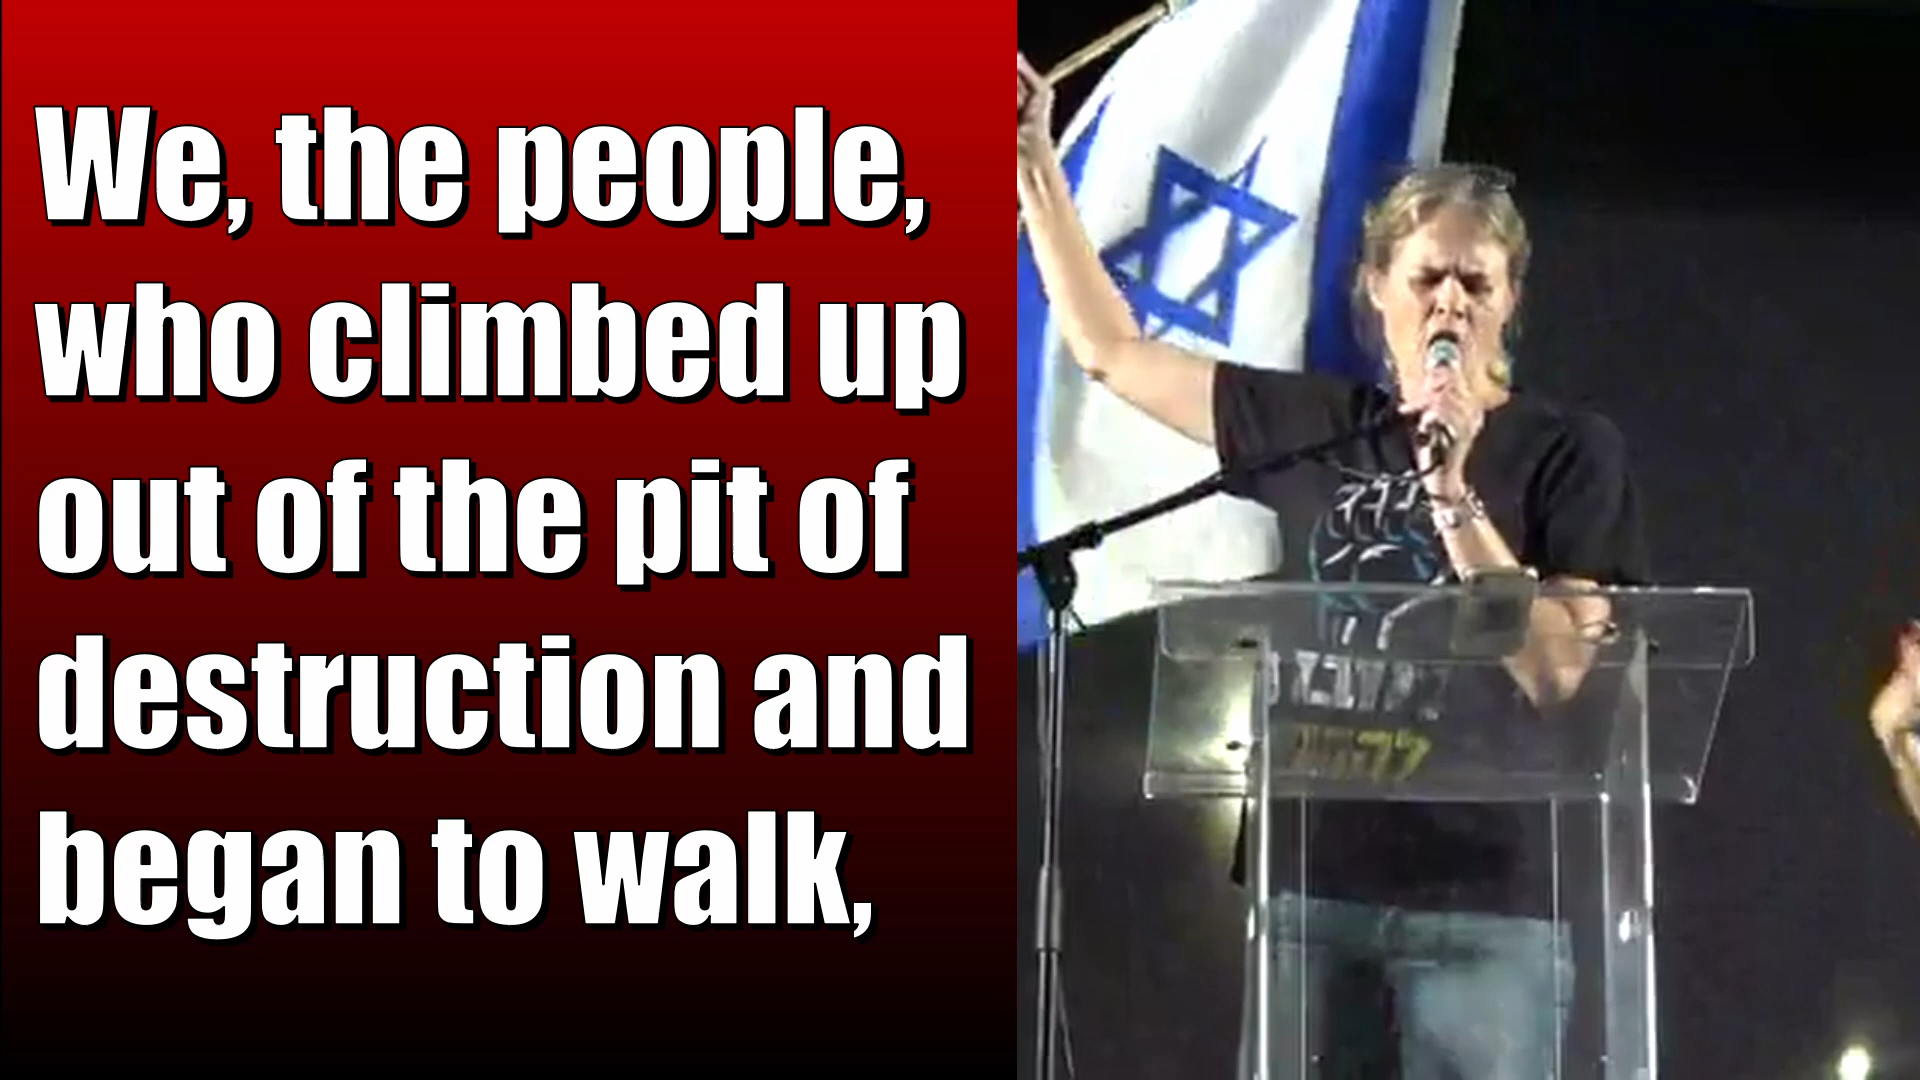 We, the people,
who climbed up
out of the pit of
destruction and
began to walk,